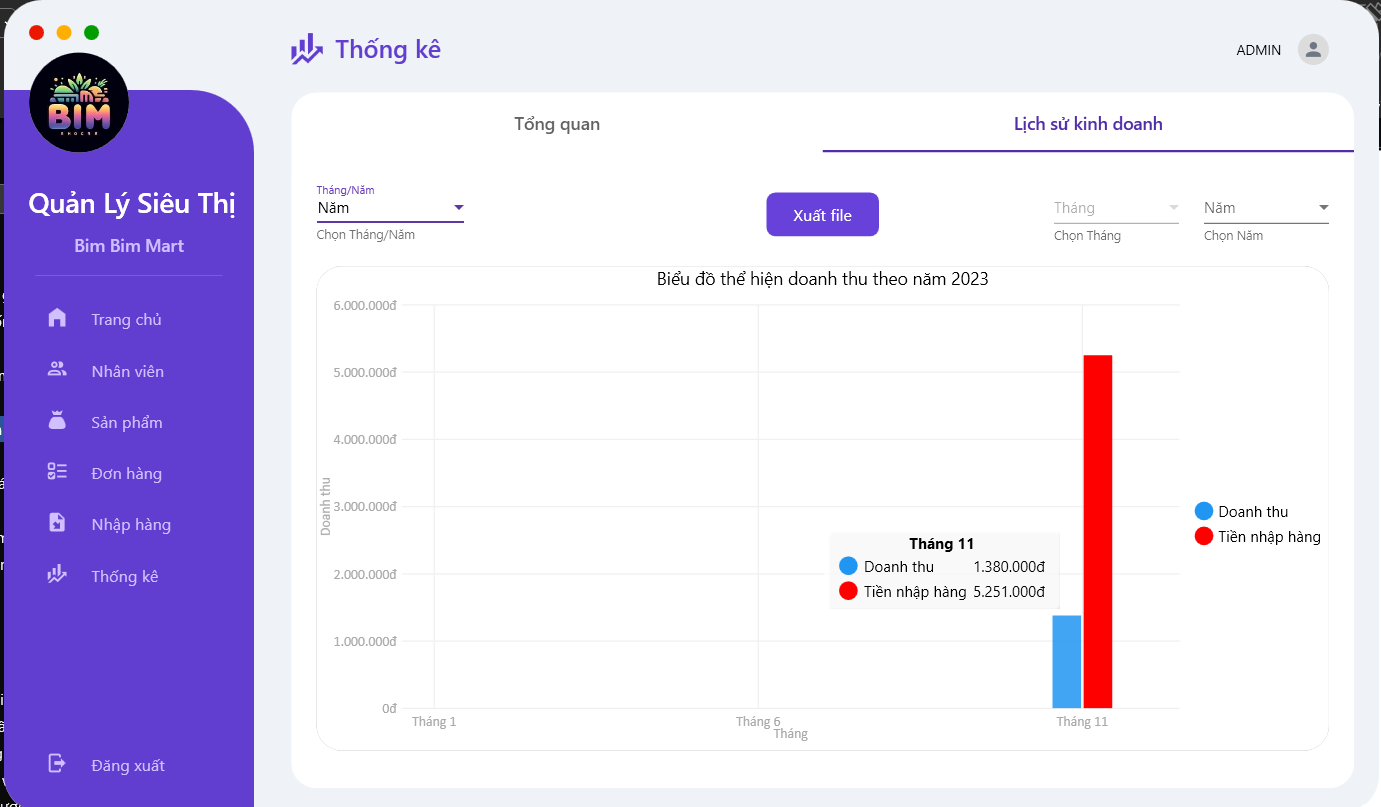 Thống kê
ADMIN
BIM
Quản Lý Siêu Thị
Bim Bim Mart
Trang chủ
Nhân viên
Sản phẩm
Đơn hàng
Nhập hàng
Thống kê
Đăng xuất
Tổng quan
Lịch sử kinh doanh
Tháng/Năm
Năm
Chọn Tháng/Năm
Xuất file
Tháng
Chọn Tháng
Năm
Chọn Năm
Biểu đồ thể hiện doanh thu theo năm 2023
6.000.000đ
5.000.000đ
4.000.000đ
3.000.000đ
2.000.000đ
1.000.000đ
0đ
Doanh thu
Tháng 11
Doanh thu 1.380.000đ
Tiền nhập hàng 5.251.000đ
Tháng 1
Tháng 6
Tháng 11
Tháng
Doanh thu
Tiền nhập hàng